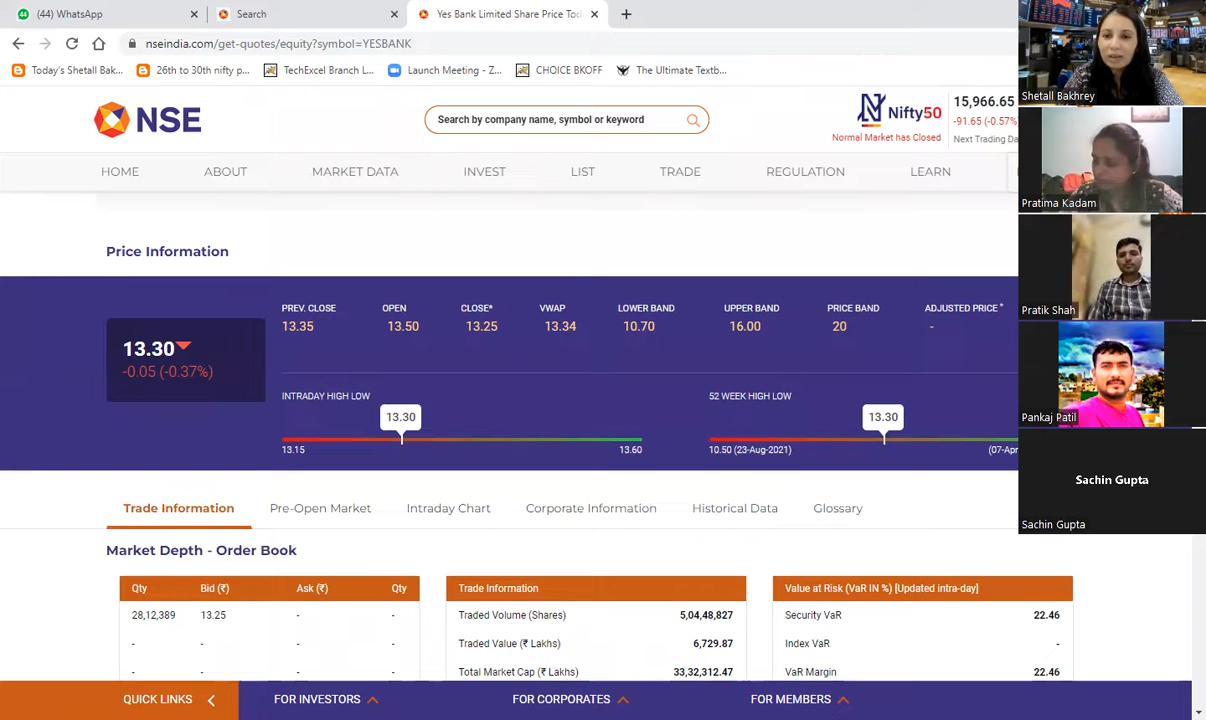 (44) WhatsApp
Search
Yes Bank Limited Share Price Tod
nseindia.com/get-quotes/equity?symbol=YESBANK
Today's Shetall Bak...
26th to 30th nifty p...
TechExcel Branch L...
Launch Meeting - Z...
CHOICE BKOFF
The Ultimate Textb...
NSE
Search by company name, symbol or keyword
Nifty50
Normal Market has Closed
15,966.65
-91.65 (-0.57%
Next Trading Da
HOME ABOUT MARKET DATA INVEST LIST TRADE REGULATION LEARN
Price Information
PREV. CLOSE OPEN CLOSE* VWAP LOWER BAND UPPER BAND PRICE BAND ADJUSTED PRICE*
13.35 13.50 13.25 13.34 10.70 16.00 20 -
13.30
-0.05 (-0.37%)
INTRADAY HIGH LOW
13.30
13.15 13.60
52 WEEK HIGH LOW
13.30
10.50 (23-Aug-2021) (07-Apr
Trade Information Pre-Open Market Intraday Chart Corporate Information Historical Data Glossary
Market Depth - Order Book
Qty Bid (₹) Ask (₹) Qty
28,12,389 13.25 - -
- - - -
- - - -
Trade Information
Traded Volume (Shares) 5,04,48,827
Traded Value (₹ Lakhs) 6,729.87
Total Market Cap (₹ Lakhs) 33,32,312.47
Value at Risk (VaR IN %) [Updated intra-day]
Security VaR 22.46
Index VaR -
VaR Margin 22.46
QUICK LINKS FOR INVESTORS FOR CORPORATES FOR MEMBERS
Shetall Bakhrey
Pratima Kadam
Pratik Shah
Pankaj Patil
Sachin Gupta
Sachin Gupta